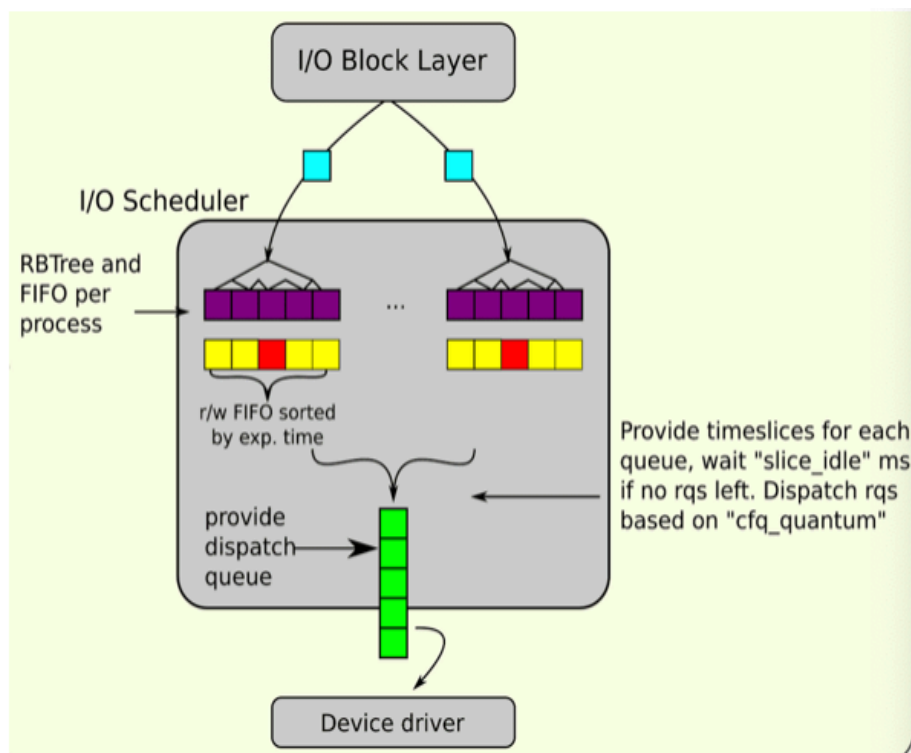 I/O Block Layer
I/O Scheduler
RBTree and
FIFO per
process
...
r/w FIFO sorted
by exp. time
Provide timeslices for each
queue, wait "slice_idle" ms
if no rqs left. Dispatch rqs
based on "cfq_quantum"
provide
dispatch
queue
Device driver